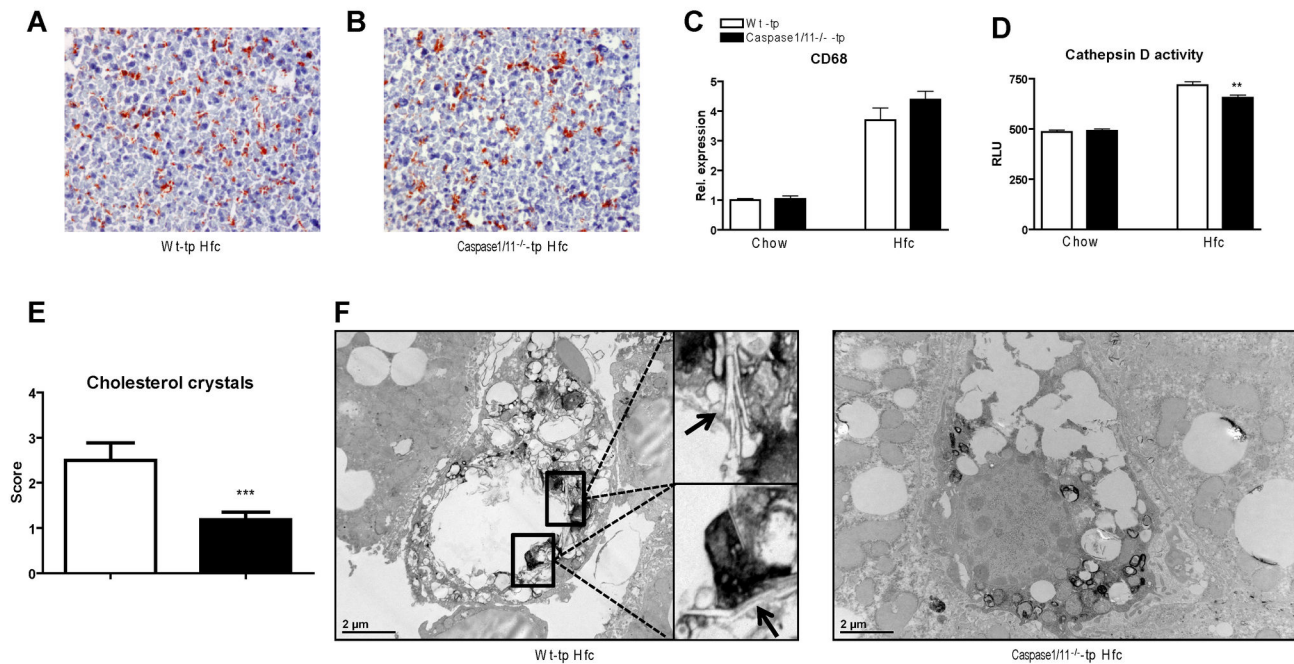 A
B
C
D
Wt-tp
Caspase1/11-/- -tp
CD68
Cathepsin D activity
Rel. expression
5
4
3
2
1
0
Chow
Hfc
RLU
750
500
250
0
**
Chow
Hfc
Wt-tp Hfc
Caspase1/11-/--tp Hfc
E
F
Cholesterol crystals
Score
4
3
2
1
0
***
2 µm
Wt-tp Hfc
2 µm
Caspase1/11-/--tp Hfc